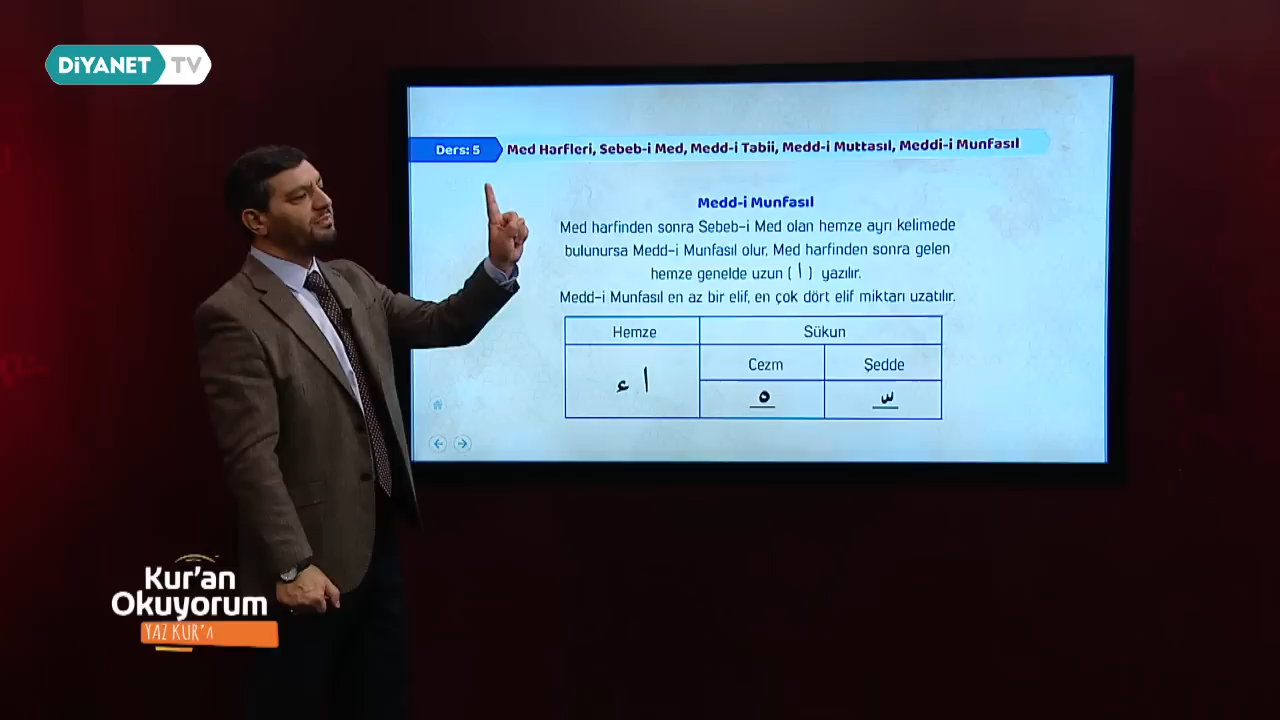 DİYANET TV
Ders: 5
Med Harfleri, Sebeb-i Med, Medd-i Tabii, Medd-i Muttasıl, Meddi-i Munfasıl
Medd-i Munfasıl
Med harfinden sonra Sebeb-i Med olan hemze ayrı kelimede
bulunursa Medd-i Munfasıl olur. Med harfinden sonra gelen
hemze genelde uzun ( ا ) yazılır.
Medd-i Munfasıl en az bir elif, en çok dört elif miktarı uzatılır.
Hemze Sükun
Cezm Şedde
ا ء
Kur'an
Okuyorum
YAZ KUR'A